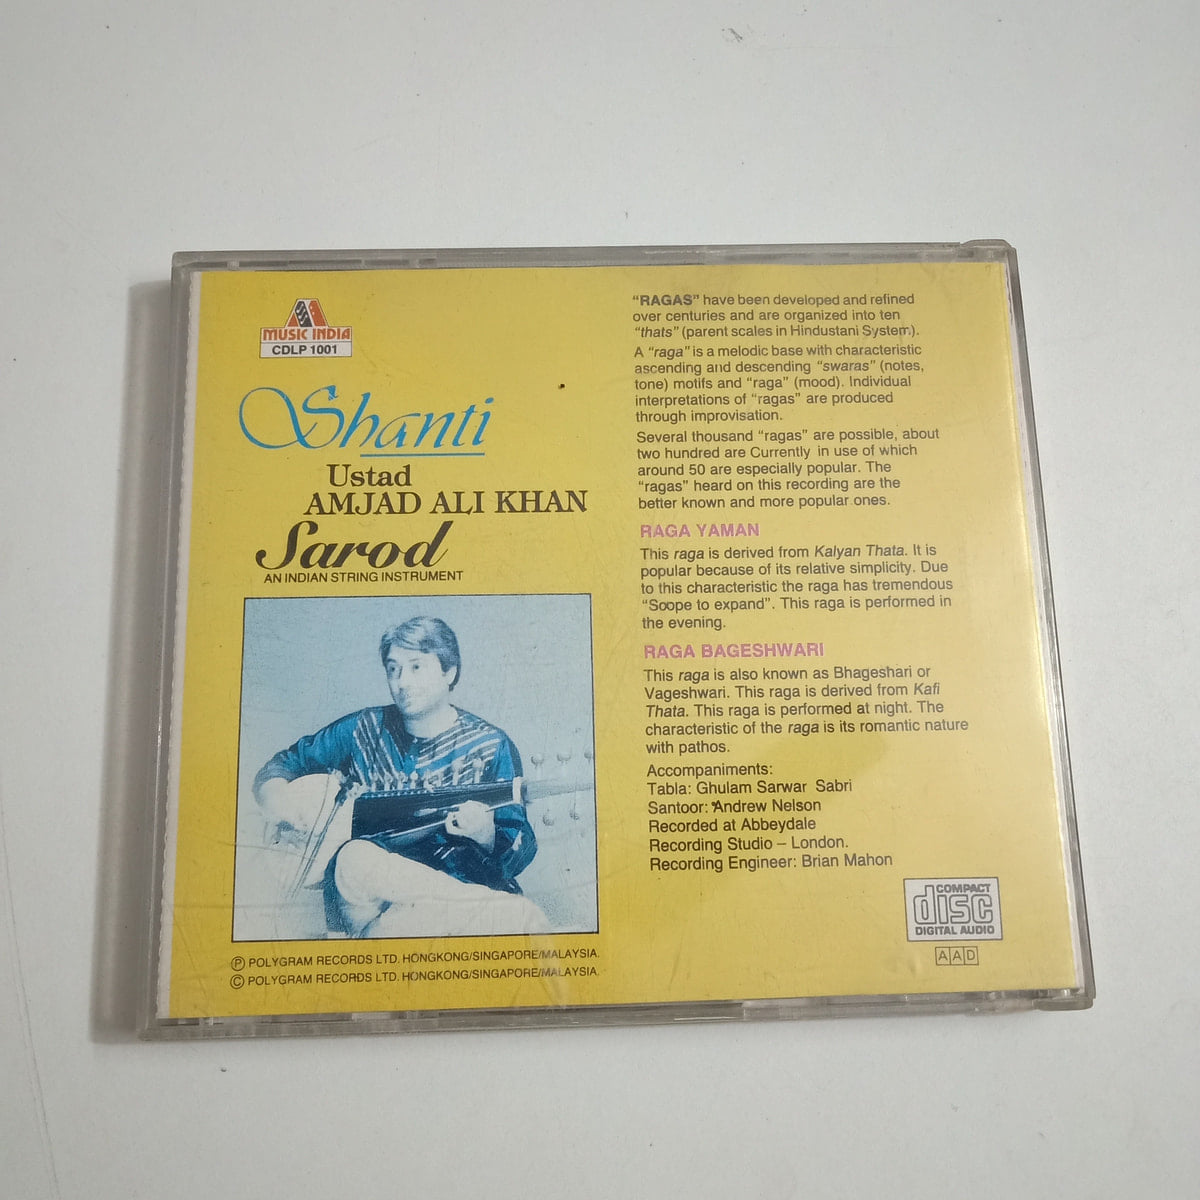 MUSIC INDIA
CDLP 1001
Shanti
Ustad
AMJAD ALI KHAN
Sarod
AN INDIAN STRING INSTRUMENT
Ⓟ POLYGRAM RECORDS LTD. HONGKONG/SINGAPORE/MALAYSIA.
© POLYGRAM RECORDS LTD. HONGKONG/SINGAPORE/MALAYSIA.
“RAGAS” have been developed and refined
over centuries and are organized into ten
“thats” (parent scales in Hindustani System).
A “raga” is a melodic base with characteristic
ascending and descending “swaras” (notes,
tone) motifs and “raga” (mood). Individual
interpretations of “ragas” are produced
through improvisation.
Several thousand “ragas” are possible, about
two hundred are Currently in use of which
around 50 are especially popular. The
“ragas” heard on this recording are the
better known and more popular ones.
RAGA YAMAN
This raga is derived from Kalyan Thata. It is
popular because of its relative simplicity. Due
to this characteristic the raga has tremendous
“Scope to expand”. This raga is performed in
the evening.
RAGA BAGESHWARI
This raga is also known as Bhageshari or
Vageshwari. This raga is derived from Kafi
Thata. This raga is performed at night. The
characteristic of the raga is its romantic nature
with pathos.
Accompaniments:
Tabla: Ghulam Sarwar Sabri
Santoor: Andrew Nelson
Recorded at Abbeydale
Recording Studio – London.
Recording Engineer: Brian Mahon
COMPACT
disc
DIGITAL AUDIO
AAD